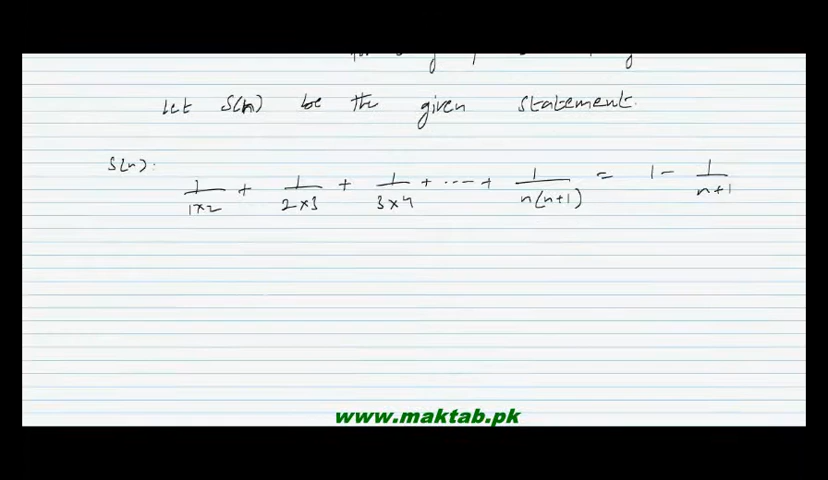 Let S(n) be the given statement.
S(n).
1/1×2 + 1/2×3 + 1/3×4 + ---- + 1/n(n+1) = 1 - 1/n+1
www.maktab.pk